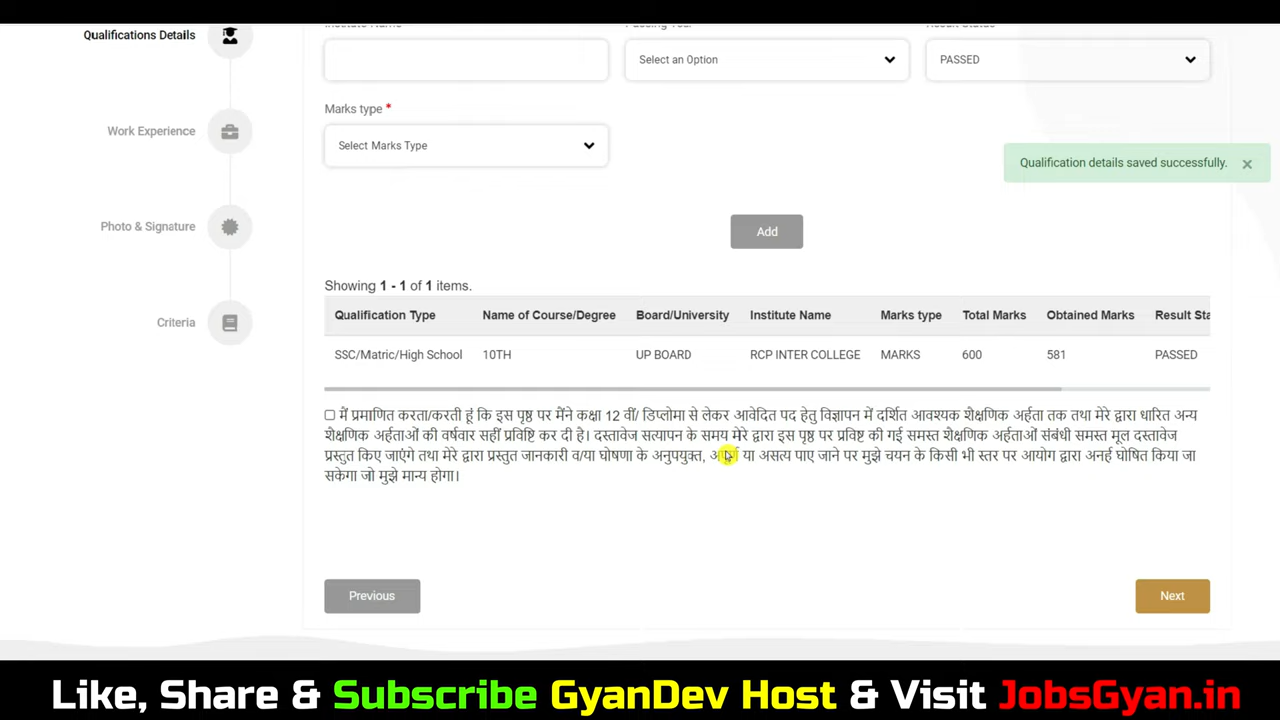 Qualifications Details
Select an Option
PASSED
Marks type *
Work Experience
Select Marks Type
Qualification details saved successfully. ×
Photo & Signature
Add
Showing 1 - 1 of 1 items.
Qualification Type Name of Course/Degree Board/University Institute Name Marks type Total Marks Obtained Marks Result Sta
Criteria
SSC/Matric/High School 10TH UP BOARD RCP INTER COLLEGE MARKS 600 581 PASSED
मैं प्रमाणित करता/करती हूं कि इस पृष्ठ पर मैंने कक्षा 12 वीं/ डिप्लोमा से लेकर आवेदित पद हेतु विज्ञापन में दर्शित आवश्यक शैक्षणिक अर्हता तक तथा मेरे द्वारा धारित अन्य
शैक्षणिक अर्हताओं की वर्षवार सहीं प्रविष्टि कर दी है। दस्तावेज सत्यापन के समय मेरे द्वारा इस पृष्ठ पर प्रविष्ट की गई समस्त शैक्षणिक अर्हताओं संबंधी समस्त मूल दस्तावेज
प्रस्तुत किए जाएंगे तथा मेरे द्वारा प्रस्तुत जानकारी व/या घोषणा के अनुपयुक्त, या असत्य पाए जाने पर मुझे चयन के किसी भी स्तर पर आयोग द्वारा अनर्ह घोषित किया जा
सकेगा जो मुझे मान्य होगा।
Previous
Next
Like, Share & Subscribe GyanDev Host & Visit JobsGyan.in